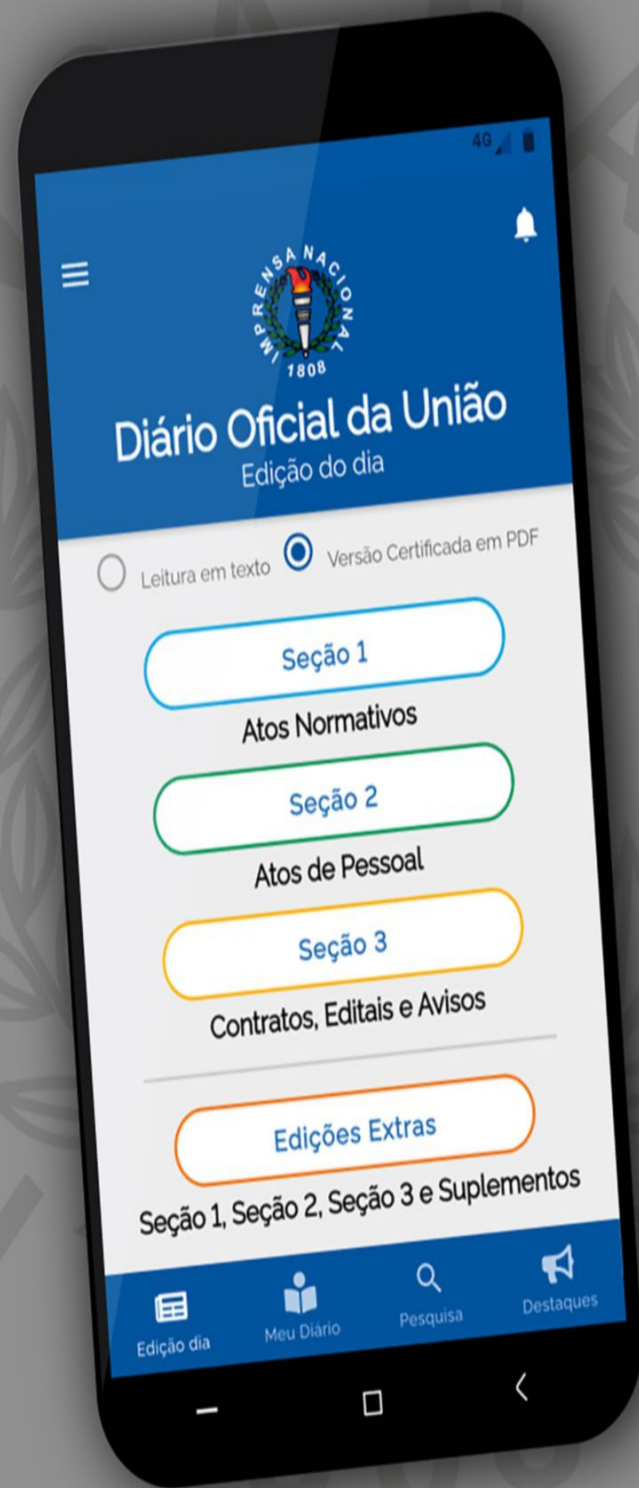 4G
IMPRENSA NACIONAL
1808
Diário Oficial da União
Edição do dia
Leitura em texto Versão Certificada em PDF
Seção 1
Atos Normativos
Seção 2
Atos de Pessoal
Seção 3
Contratos, Editais e Avisos
Edições Extras
Seção 1, Seção 2, Seção 3 e Suplementos
Edição dia Meu Diário Pesquisa Destaques